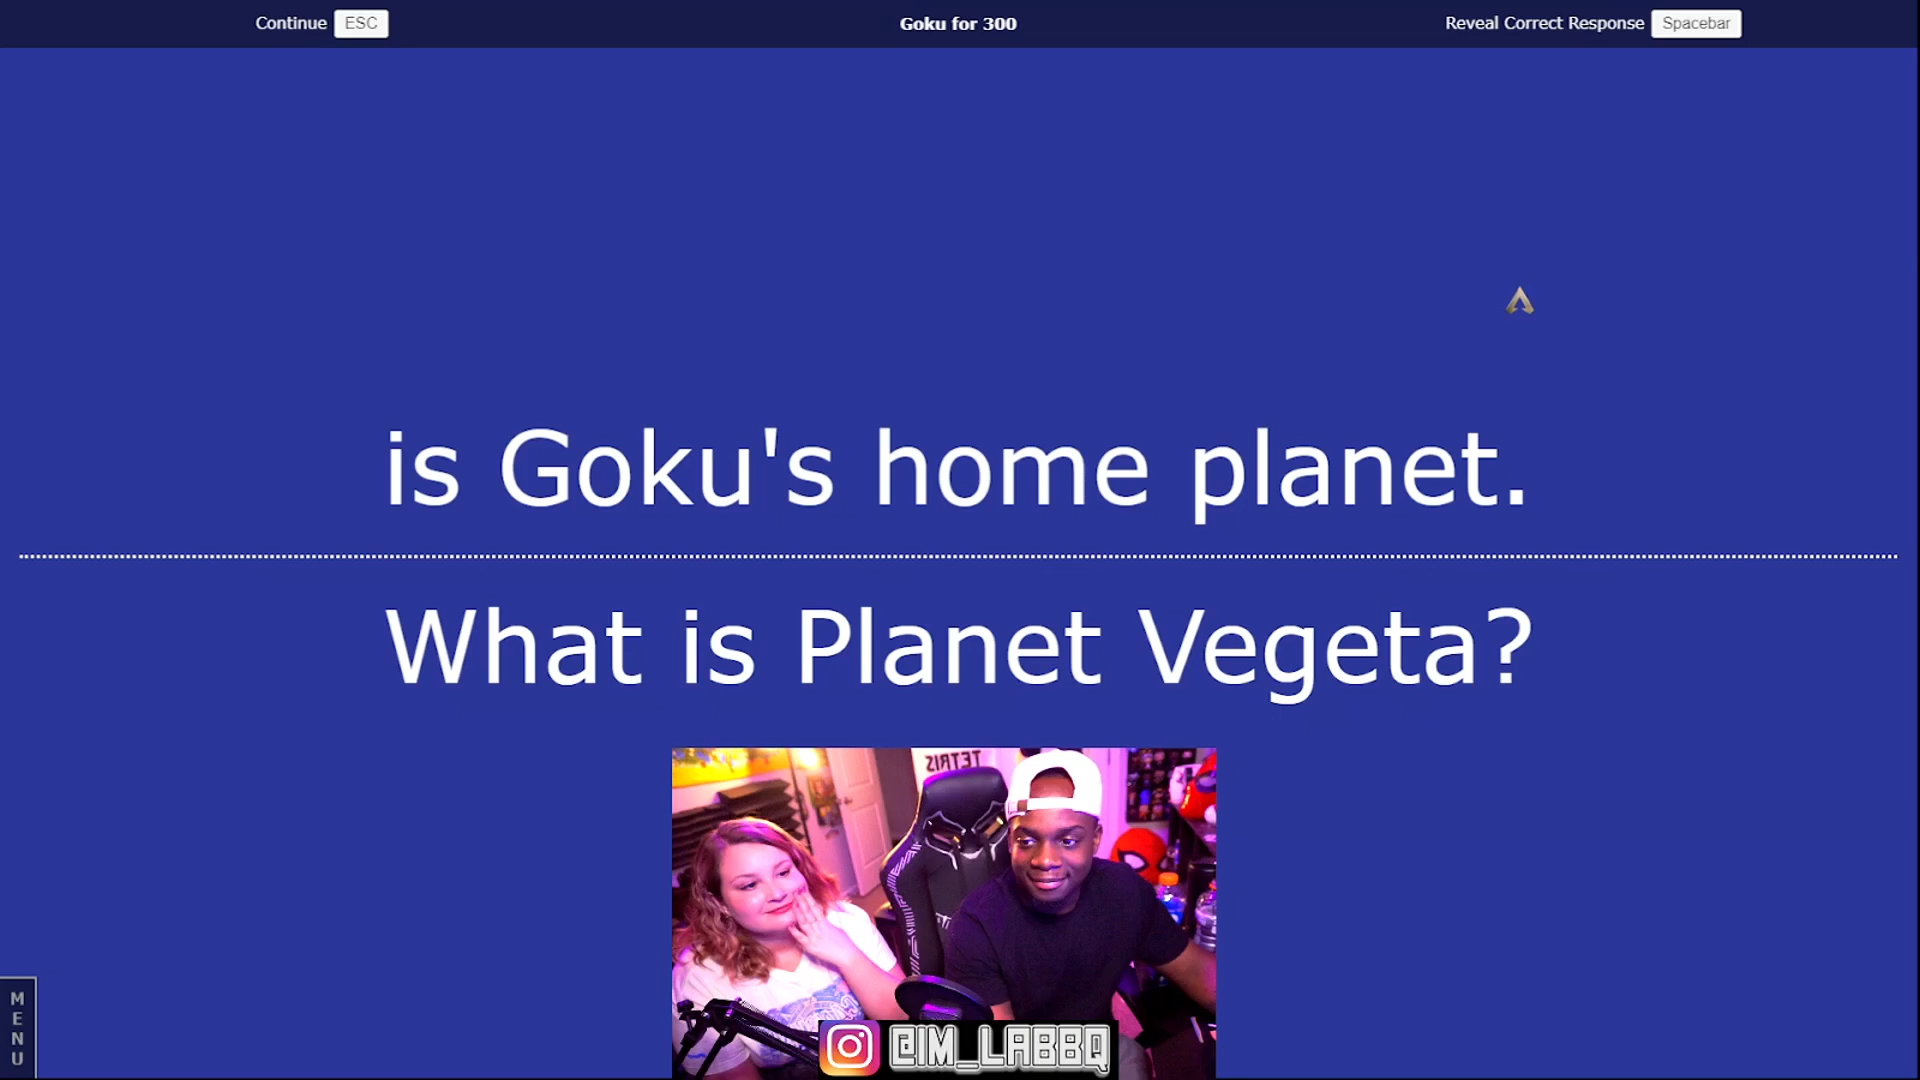 Continue ESC
Goku for 300
Reveal Correct Response Spacebar
is Goku's home planet.
What is Planet Vegeta?
TETRIS
MENU
@IM_LABBQ